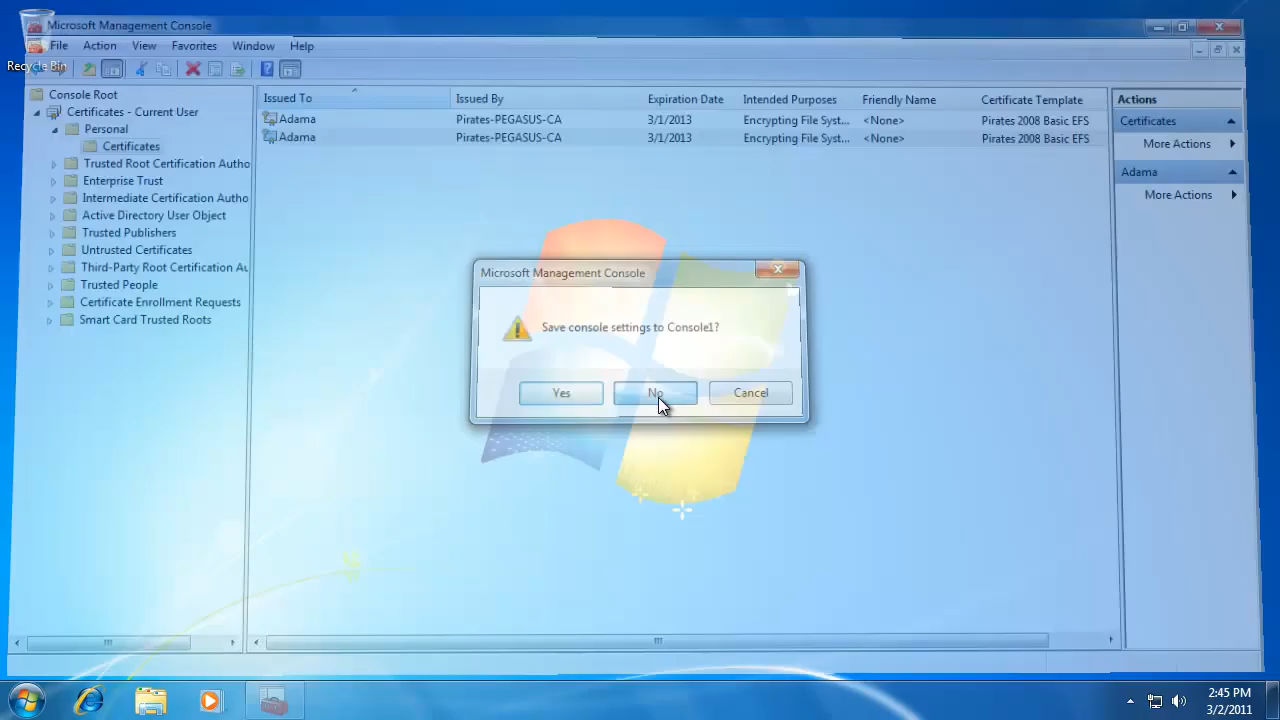 Microsoft Management Console
File Action View Favorites Window Help
Recycle Bin
Console Root
Certificates - Current User
Personal
Certificates
Trusted Root Certification Autho
Enterprise Trust
Intermediate Certification Autho
Active Directory User Object
Trusted Publishers
Untrusted Certificates
Third-Party Root Certification Au
Trusted People
Certificate Enrollment Requests
Smart Card Trusted Roots
Issued To Issued By Expiration Date Intended Purposes Friendly Name Certificate Template
Adama Pirates-PEGASUS-CA 3/1/2013 Encrypting File Syst... <None> Pirates 2008 Basic EFS
Adama Pirates-PEGASUS-CA 3/1/2013 Encrypting File Syst... <None> Pirates 2008 Basic EFS
Actions
Certificates
More Actions
Adama
More Actions
Microsoft Management Console
Save console settings to Console1?
Yes No Cancel
2:45 PM
3/2/2011